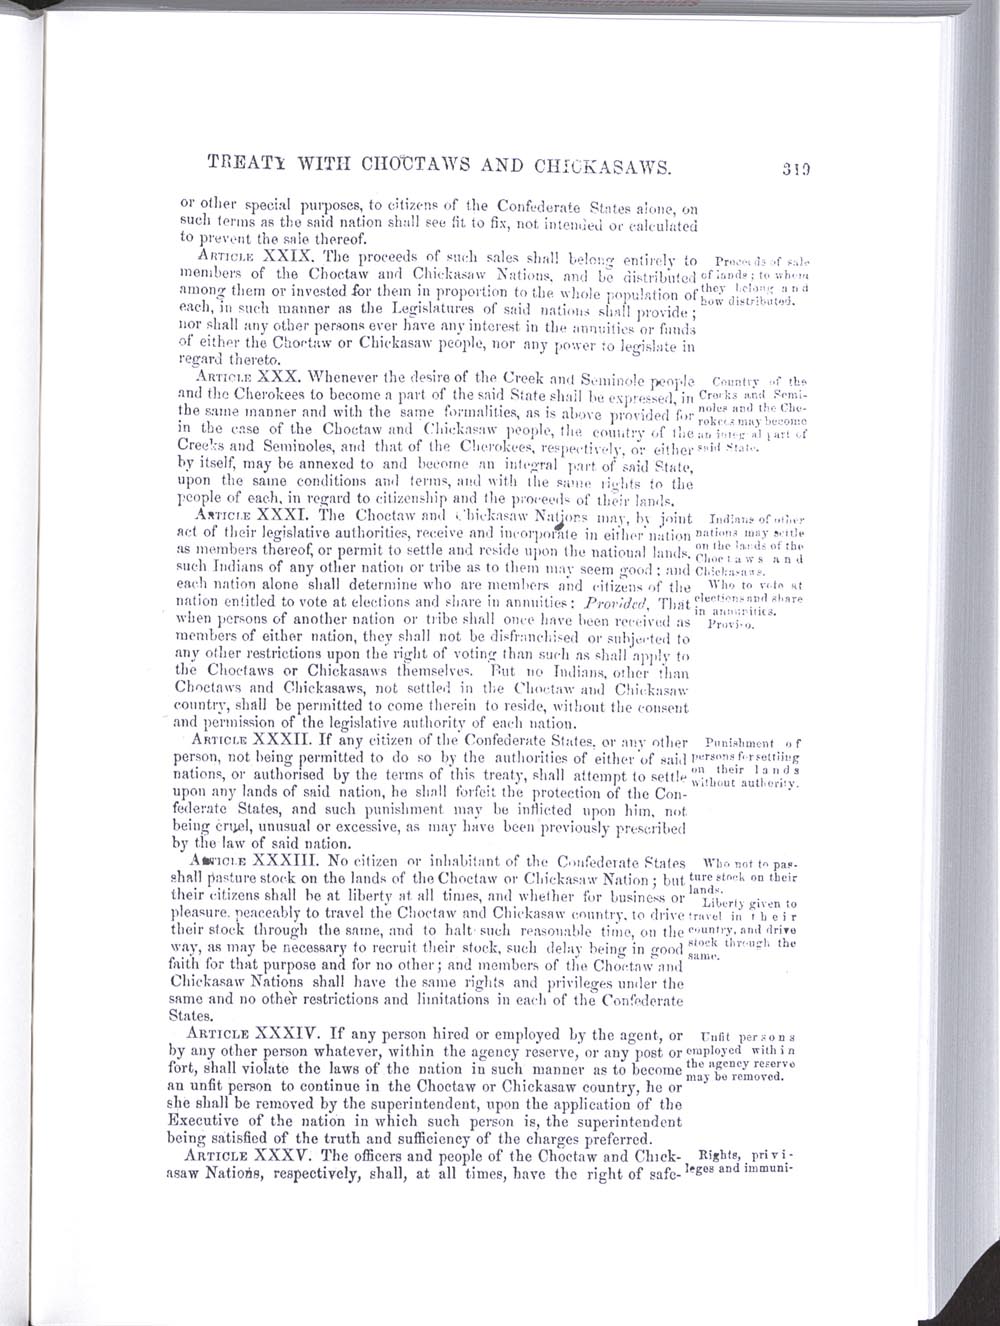 TREATY WITH CHOCTAWS AND CHICKASAWS. 319
or other special purposes, to citizens of the Confederate States alone, on
such terms as the said nation shall see fit to fix, not intended or calculated
to prevent the sale thereof.
ARTICLE XXIX. The proceeds of such sales shall belong entirely to
members of the Choctaw and Chickasaw Nations, and be distributed
among them or invested for them in proportion to the whole population of
each, in such manner as the Legislatures of said nations shall provide;
nor shall any other persons ever have any interest in the annuities or funds
of either the Choctaw or Chickasaw people, nor any power to legislate in
regard thereto.
Proceeds of sale
of lands; to whom
they belong and
how distributed.
ARTICLE XXX. Whenever the desire of the Creek and Seminole people
and the Cherokees to become a part of the said State shall be expressed, in
the same manner and with the same formalities, as is above provided for
in the case of the Choctaw and Chickasaw people, the country of the
Creeks and Seminoles, and that of the Cherokees, respectively, or either
by itself, may be annexed to and become an integral part of said State,
upon the same conditions and terms, and with the same rights to the
people of each, in regard to citizenship and the proceeds of their lands.
Country of the
Creeks and Semi-
noles and the Che-
rokees may become
an integral part of
said State.
ARTICLE XXXI. The Choctaw and Chickasaw Nations may, by joint
act of their legislative authorities, receive and incorporate in either nation
as members thereof, or permit to settle and reside upon the national lands,
such Indians of any other nation or tribe as to them may seem good; and
each nation alone shall determine who are members and citizens of the
nation entitled to vote at elections and share in annuities: Provided, That
when persons of another nation or tribe shall once have been received as
members of either nation, they shall not be disfranchised or subjected to
any other restrictions upon the right of voting than such as shall apply to
the Choctaws or Chickasaws themselves. But no Indians, other than
Choctaws and Chickasaws, not settled in the Choctaw and Chickasaw
country, shall be permitted to come therein to reside, without the consent
and permission of the legislative authority of each nation.
Indians of other
nations may settle
on the lands of the
Choctaws and
Chickasaws.
Who to vote at
elections and share
in annuities.
Proviso.
ARTICLE XXXII. If any citizen of the Confederate States, or any other
person, not being permitted to do so by the authorities of either of said
nations, or authorised by the terms of this treaty, shall attempt to settle
upon any lands of said nation, he shall forfeit the protection of the Con-
federate States, and such punishment may be inflicted upon him, not
being cruel, unusual or excessive, as may have been previously prescribed
by the law of said nation.
Punishment of
persons for settling
on their lands
without authority.
ARTICLE XXXIII. No citizen or inhabitant of the Confederate States
shall pasture stock on the lands of the Choctaw or Chickasaw Nation; but
their citizens shall be at liberty at all times, and whether for business or
pleasure, peaceably to travel the Choctaw and Chickasaw country, to drive
their stock through the same, and to halt such reasonable time, on the
way, as may be necessary to recruit their stock, such delay being in good
faith for that purpose and for no other; and members of the Choctaw and
Chickasaw Nations shall have the same rights and privileges under the
same and no other restrictions and limitations in each of the Confederate
States.
Who not to pas-
ture stock on their
lands.
Liberty given to
travel in their
country, and drive
stock through the
same.
ARTICLE XXXIV. If any person hired or employed by the agent, or
by any other person whatever, within the agency reserve, or any post or
fort, shall violate the laws of the nation in such manner as to become
an unfit person to continue in the Choctaw or Chickasaw country, he or
she shall be removed by the superintendent, upon the application of the
Executive of the nation in which such person is, the superintendent
being satisfied of the truth and sufficiency of the charges preferred.
Unfit persons
employed within
the agency reserve
may be removed.
ARTICLE XXXV. The officers and people of the Choctaw and Chick-
asaw Nations, respectively, shall, at all times, have the right of safe-
Rights, privi-
leges and immuni-